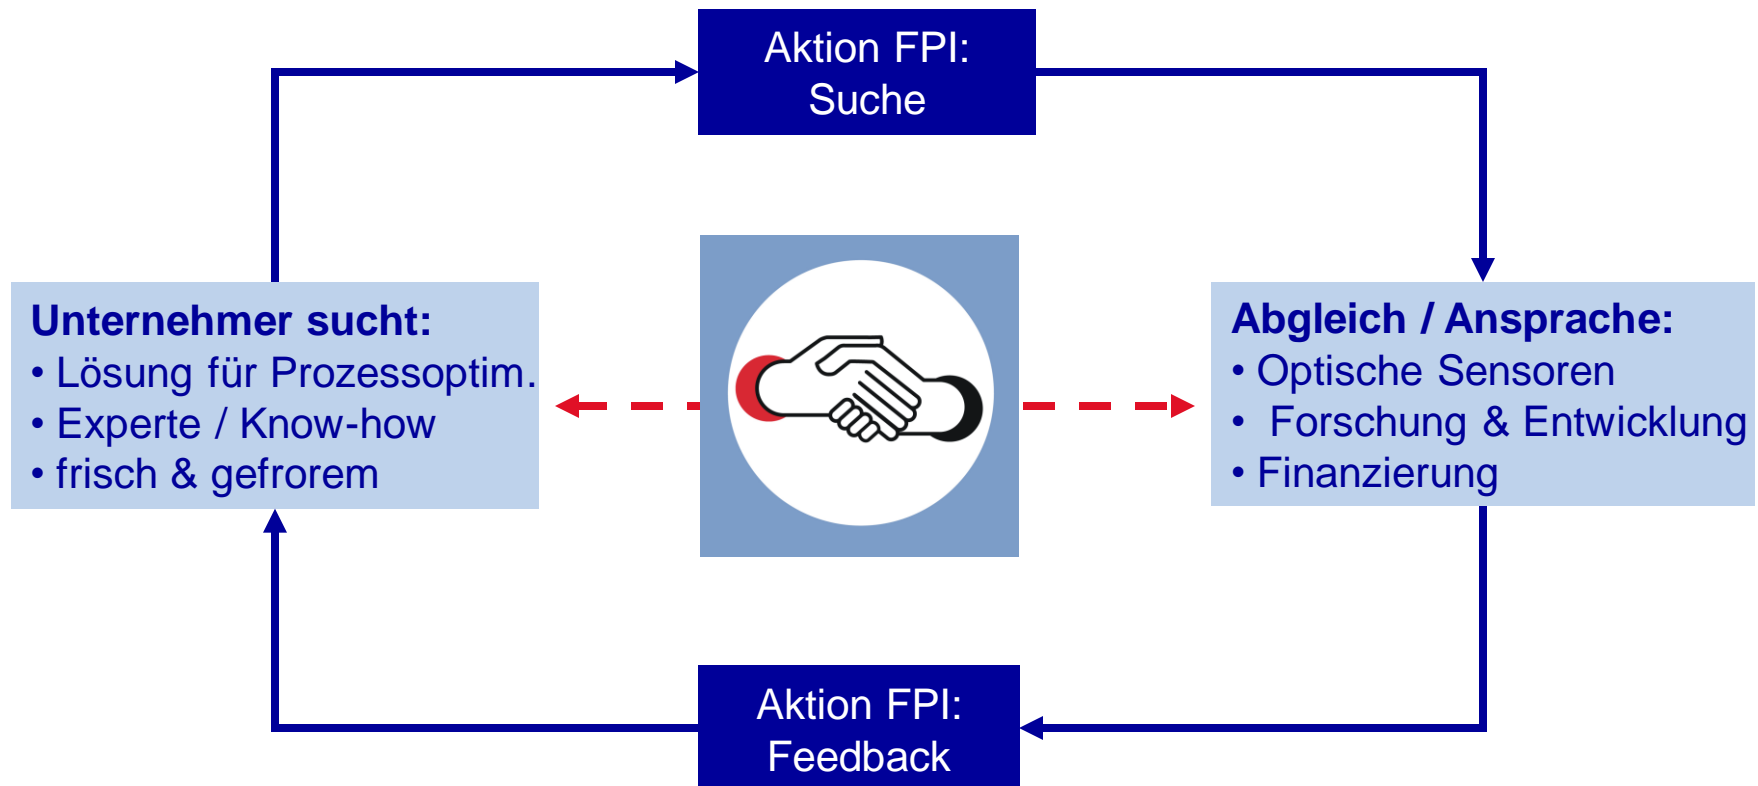 Aktion FPI:
Suche
Unternehmer sucht:
• Lösung für Prozessoptim.
• Experte / Know-how
• frisch & gefrorem
Abgleich / Ansprache:
• Optische Sensoren
• Forschung & Entwicklung
• Finanzierung
Aktion FPI:
Feedback